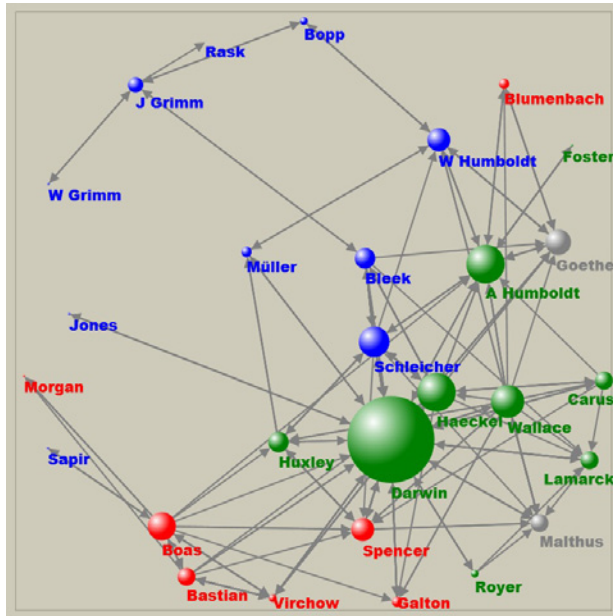 Bopp
Rask
J Grimm
Blumenbach
W Humboldt
Foster
W Grimm
Müller
Bleek
Goethe
A Humboldt
Jones
Schleicher
Morgan
Carus
Haeckel
Wallace
Sapir
Huxley
Lamarck
Darwin
Boas
Spencer
Malthus
Bastian
Royer
Virchow
Galton